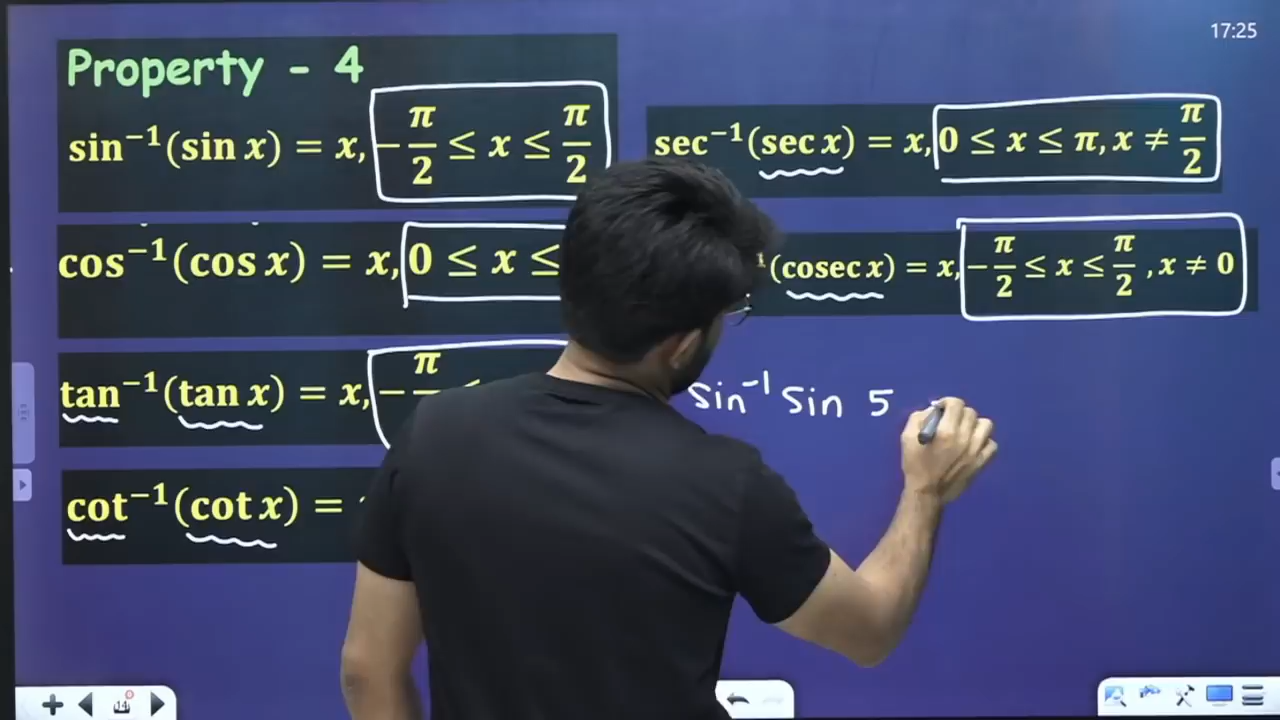 17:25
Property - 4
sin⁻¹(sin x) = x, -π/2 ≤ x ≤ π/2
sec⁻¹(sec x) = x, 0 ≤ x ≤ π, x ≠ π/2
cos⁻¹(cos x) = x, 0 ≤ x ≤
(cosec x) = x, -π/2 ≤ x ≤ π/2, x ≠ 0
tan⁻¹(tan x) = x, -π
sin⁻¹ sin 5
cot⁻¹(cot x) =
14